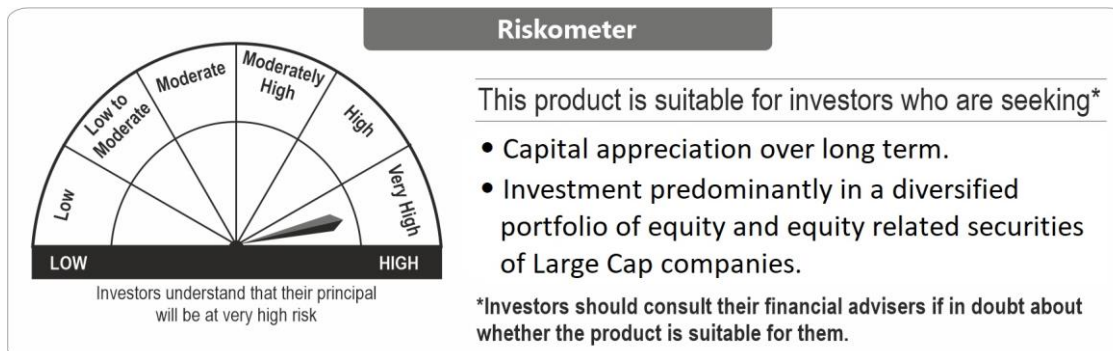 Riskometer
Low
Low to
Moderate
Moderate
Moderately
High
High
Very High
LOW
HIGH
Investors understand that their principal
will be at very high risk
This product is suitable for investors who are seeking*
• Capital appreciation over long term.
• Investment predominantly in a diversified
portfolio of equity and equity related securities
of Large Cap companies.
*Investors should consult their financial advisers if in doubt about
whether the product is suitable for them.